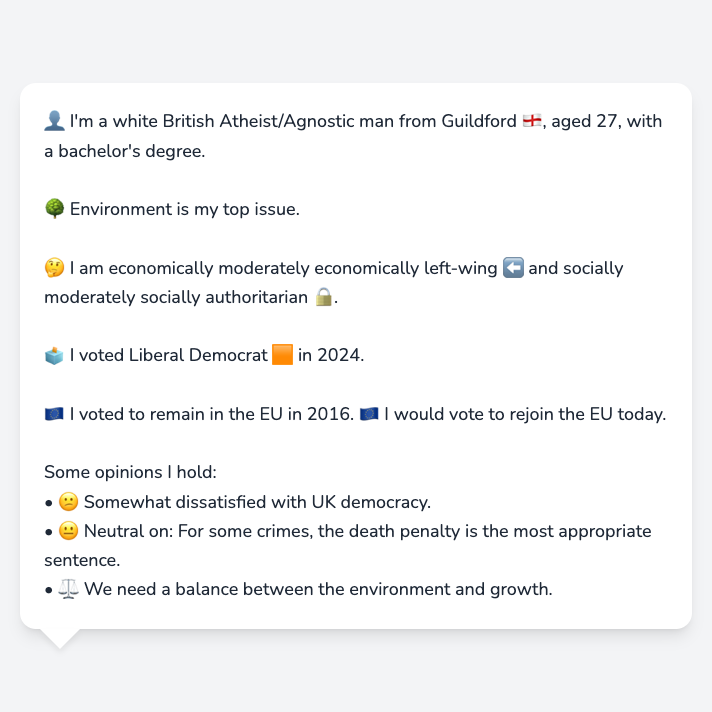 👤 I'm a white British Atheist/Agnostic man from Guildford 🏴󠁧󠁢󠁥󠁮󠁧󠁿, aged 27, with
a bachelor's degree.
🌳 Environment is my top issue.
🤔 I am economically moderately economically left-wing ⬅️ and socially
moderately socially authoritarian 🔒.
🗳️ I voted Liberal Democrat 🟧 in 2024.
🇪🇺 I voted to remain in the EU in 2016. 🇪🇺 I would vote to rejoin the EU today.
Some opinions I hold:
• 🙁 Somewhat dissatisfied with UK democracy.
• 😐 Neutral on: For some crimes, the death penalty is the most appropriate
sentence.
• ⚖️ We need a balance between the environment and growth.